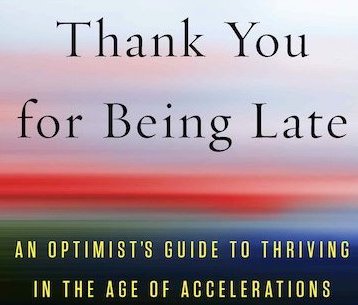 Thank You
for Being Late
AN OPTIMIST'S GUIDE TO THRIVING
IN THE AGE OF ACCELERATIONS